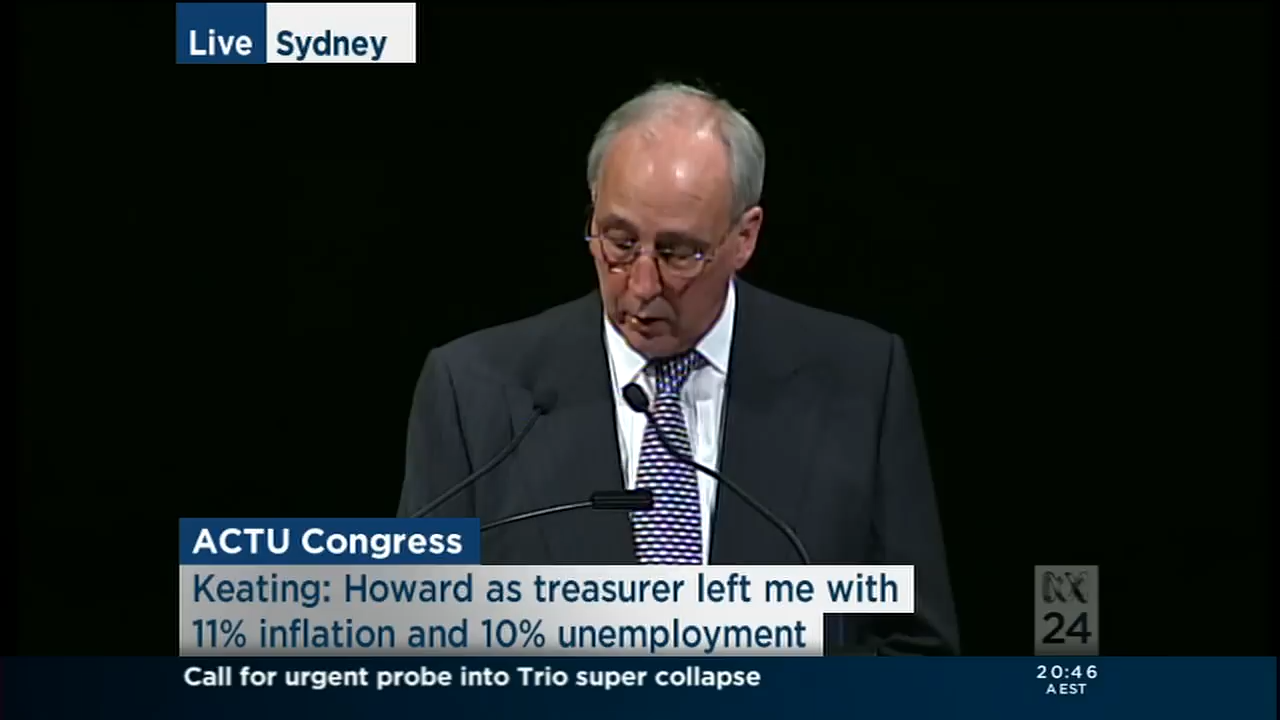 Live Sydney
ACTU Congress
Keating: Howard as treasurer left me with
11% inflation and 10% unemployment
24
Call for urgent probe into Trio super collapse
20:46
AEST